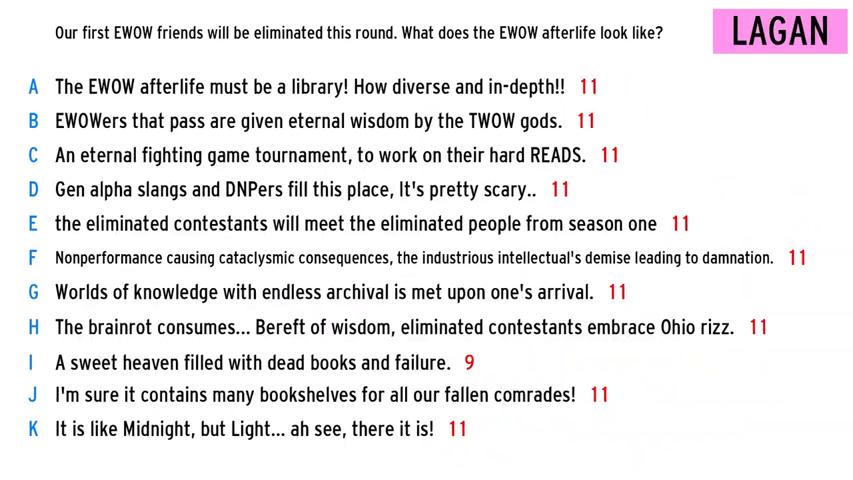 Our first EWOW friends will be eliminated this round. What does the EWOW afterlife look like?
LAGAN
A The EWOW afterlife must be a library! How diverse and in-depth!! 11
B EWOWers that pass are given eternal wisdom by the TWOW gods. 11
C An eternal fighting game tournament, to work on their hard READS. 11
D Gen alpha slangs and DNPers fill this place, It's pretty scary.. 11
E the eliminated contestants will meet the eliminated people from season one 11
F Nonperformance causing cataclysmic consequences, the industrious intellectual's demise leading to damnation. 11
G Worlds of knowledge with endless archival is met upon one's arrival. 11
H The brainrot consumes... Bereft of wisdom, eliminated contestants embrace Ohio rizz. 11
I A sweet heaven filled with dead books and failure. 9
J I'm sure it contains many bookshelves for all our fallen comrades! 11
K It is like Midnight, but Light... ah see, there it is! 11